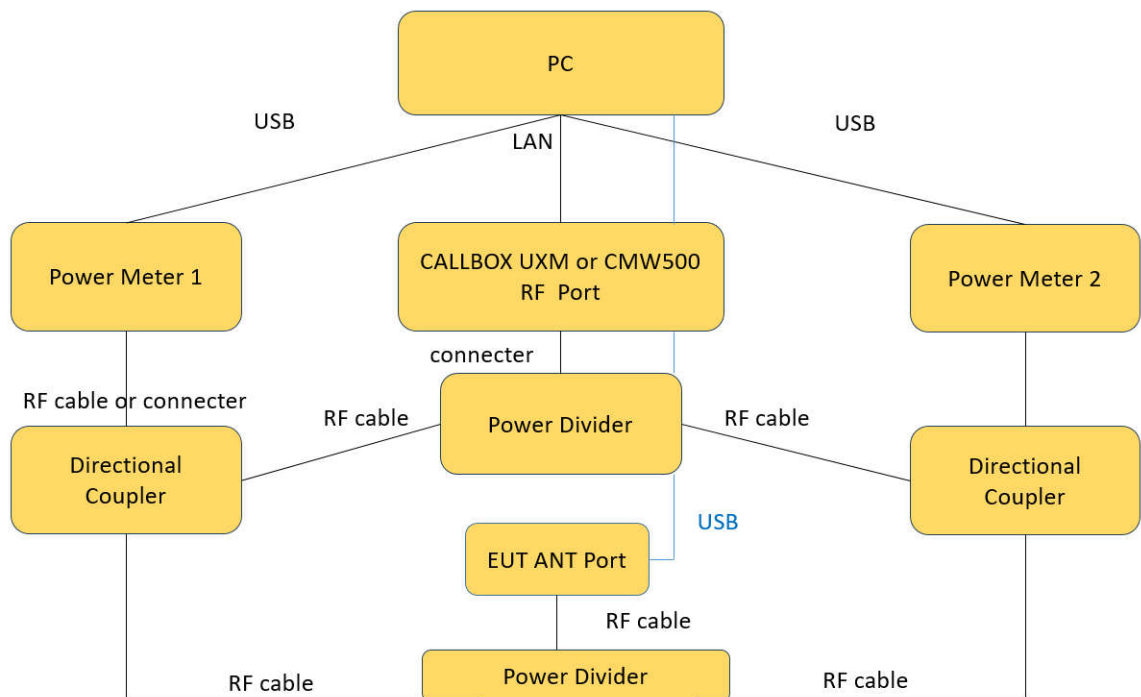 PC
USB
LAN
USB
Power Meter 1
CALLBOX UXM or CMW500
RF Port
Power Meter 2
connecter
RF cable or connecter
RF cable
Power Divider
RF cable
Directional
Coupler
Directional
Coupler
USB
EUT ANT Port
RF cable
Power Divider
RF cable
RF cable